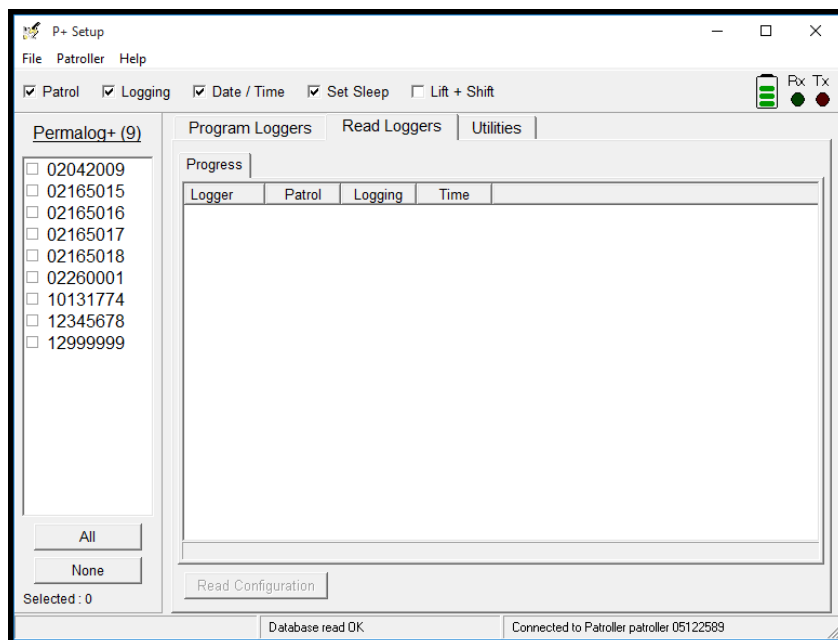 P+ Setup
File Patroller Help
Patrol Logging Date / Time Set Sleep Lift + Shift Rx Tx
Permalog+ (9)
02042009
02165015
02165016
02165017
02165018
02260001
10131774
12345678
12999999
All
None
Selected : 0
Program Loggers Read Loggers Utilities
Progress
Logger Patrol Logging Time
Read Configuration
Database read OK Connected to Patroller patroller 05122589